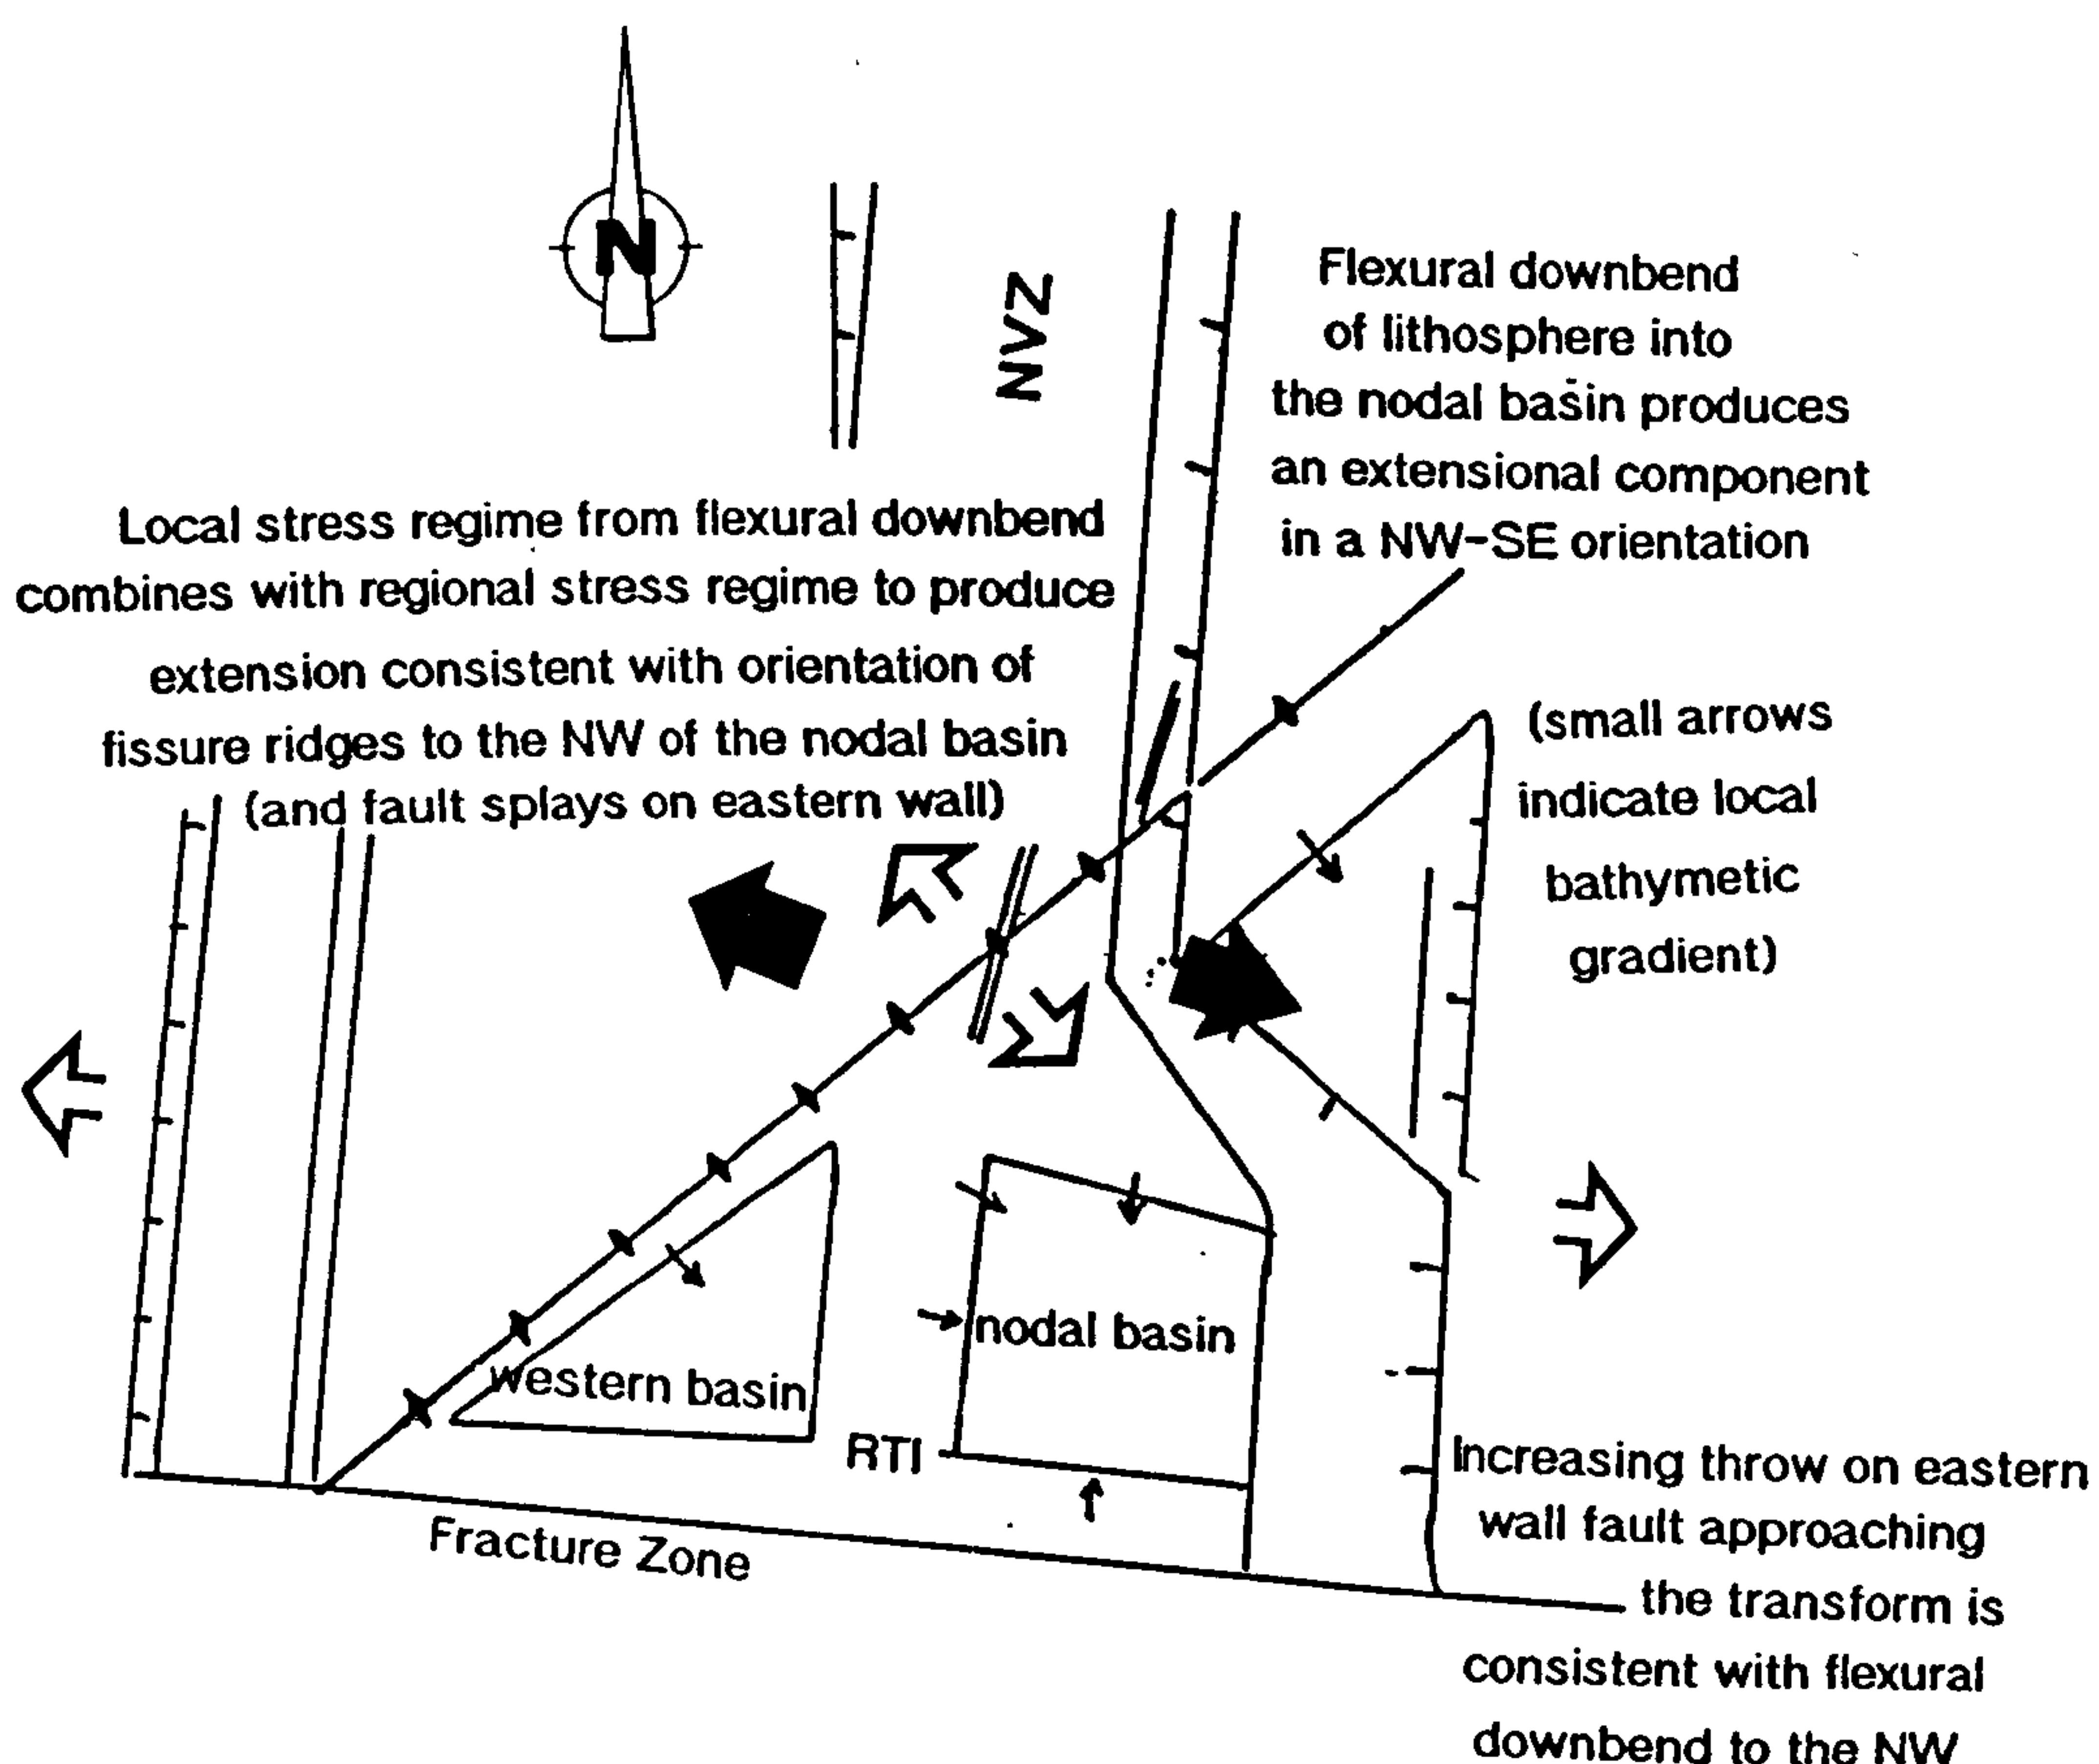 N
NVZ
Flexural downbend
of lithosphere into
the nodal basin produces
an extensional component
in a NW-SE orientation
Local stress regime from flexural downbend
combines with regional stress regime to produce
extension consistent with orientation of
fissure ridges to the NW of the nodal basin
(and fault splays on eastern wall)
(small arrows
indicate local
bathymetic
gradient)
nodal basin
western basin
RTI
Fracture Zone
Increasing throw on eastern
wall fault approaching
the transform is
consistent with flexural
downbend to the NW